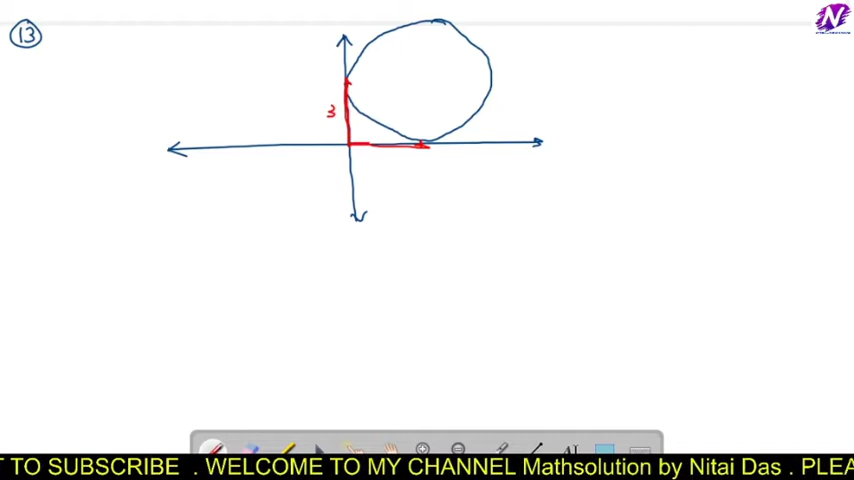 13
N
3
T TO SUBSCRIBE . WELCOME TO MY CHANNEL Mathsolution by Nitai Das . PLEA